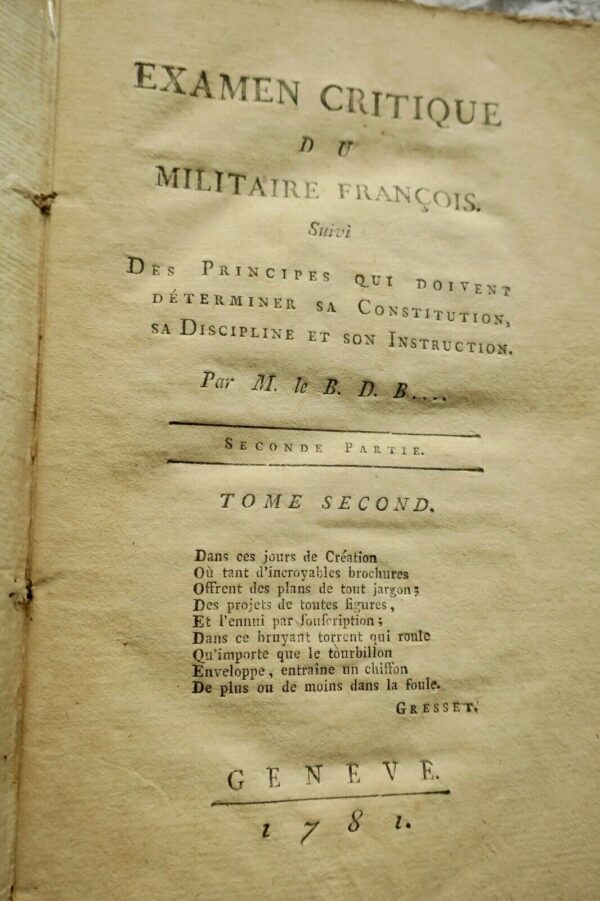 EXAMEN CRITIQUE
DU
MILITAIRE FRANÇOIS.
Suivi
DES PRINCIPES QUI DOIVENT
DÉTERMINER SA CONSTITUTION,
SA DISCIPLINE ET SON INSTRUCTION.
Par M. le B. D. B....
SECONDE PARTIE.
TOME SECOND.
Dans ces jours de Création
Où tant d'incroyables brochures
Offrent des plans de tout jargon;
Des projets de toutes figures,
Et l'ennui par ſouſcription;
Dans ce bruyant torrent qui roule
Qu'importe que le tourbillon
Enveloppe, entraîne un chiffon
De plus ou de moins dans la foule.
GRESSET.
GENEVE.
1781.